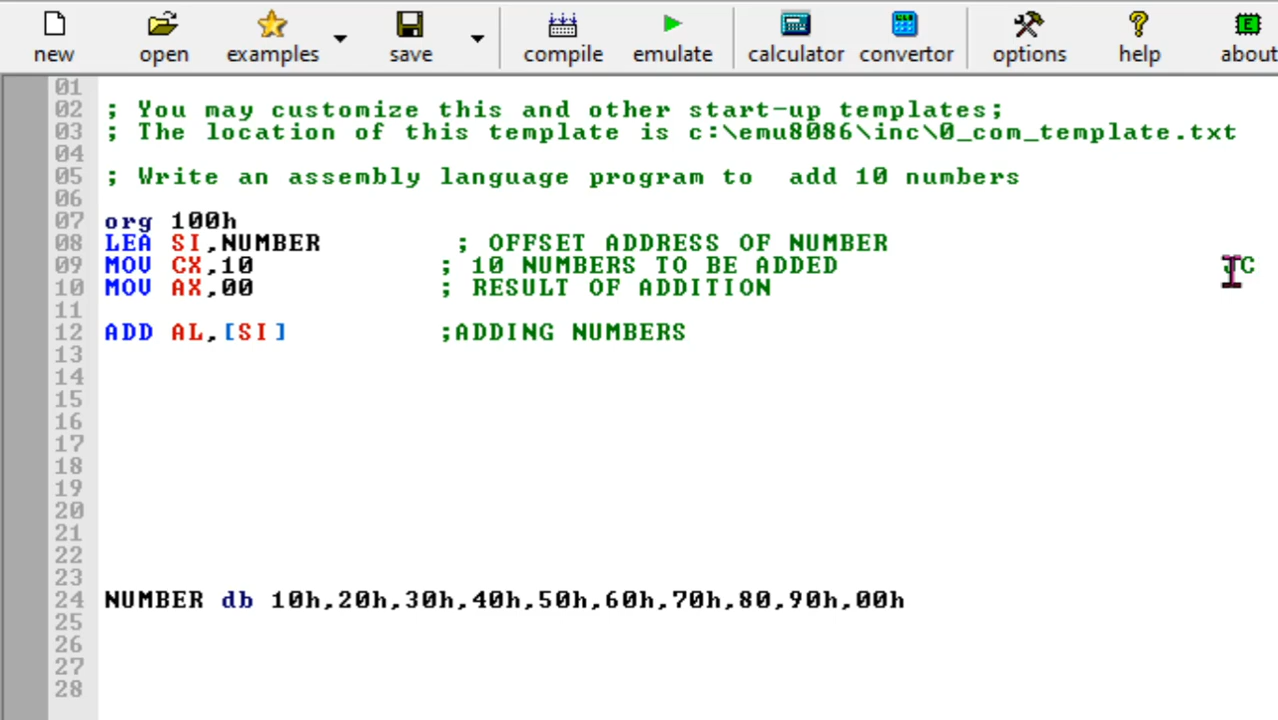 new open examples save compile emulate calculator convertor options help about
01
02 ; You may customize this and other start-up templates;
03 ; The location of this template is c:\emu8086\inc\0_com_template.txt
04
05 ; Write an assembly language program to  add 10 numbers
06
07 org 100h
08 LEA SI,NUMBER ; OFFSET ADDRESS OF NUMBER
09 MOV CX,10 ; 10 NUMBERS TO BE ADDED
10 MOV AX,00 ; RESULT OF ADDITION
11
12 ADD AL,[SI] ;ADDING NUMBERS
13
14
15
16
17
18
19
20
21
22
23
24 NUMBER db 10h,20h,30h,40h,50h,60h,70h,80,90h,00h
25
26
27
28